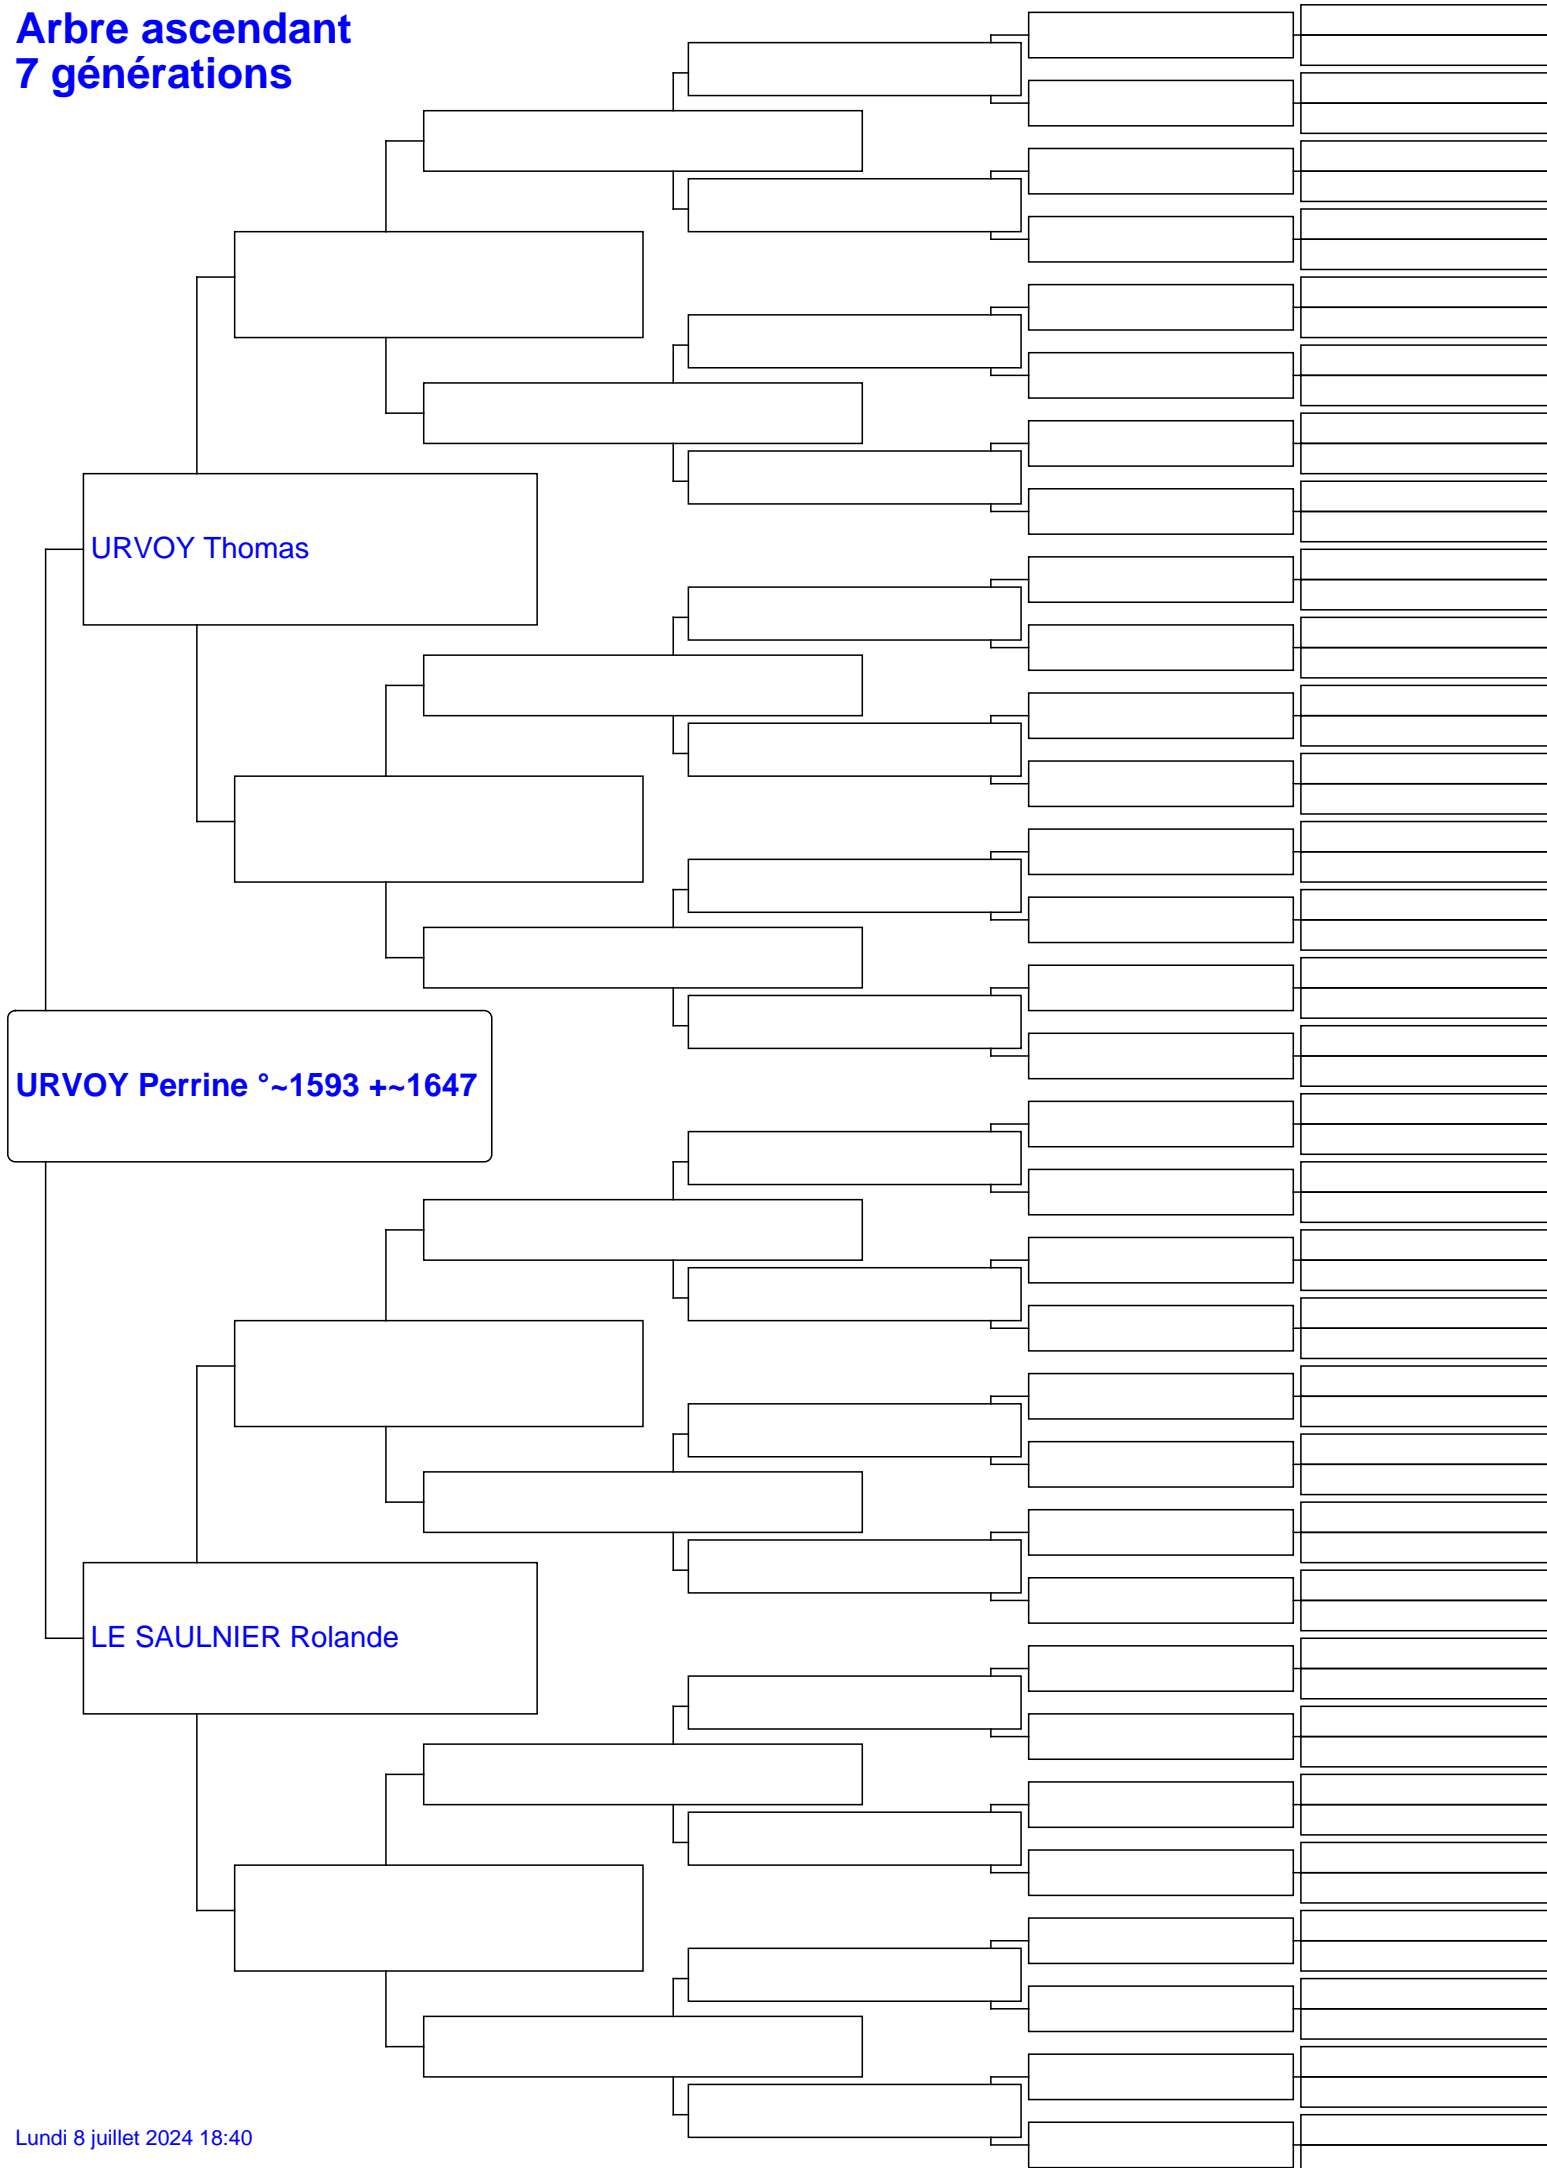 Arbre ascendant
7 générations
URVOY Thomas
URVOY Perrine °~1593 +~1647
LE SAULNIER Rolande
Lundi 8 juillet 2024 18:40